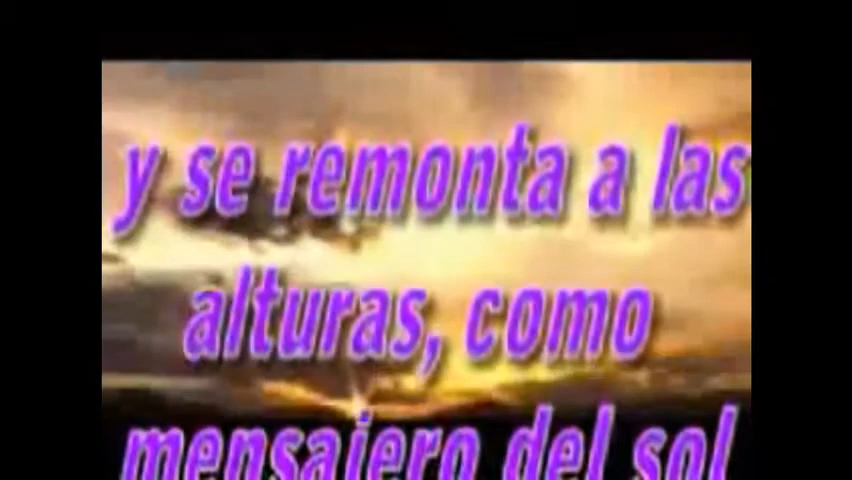 y se remonta a las
alturas, como
mensajero del sol